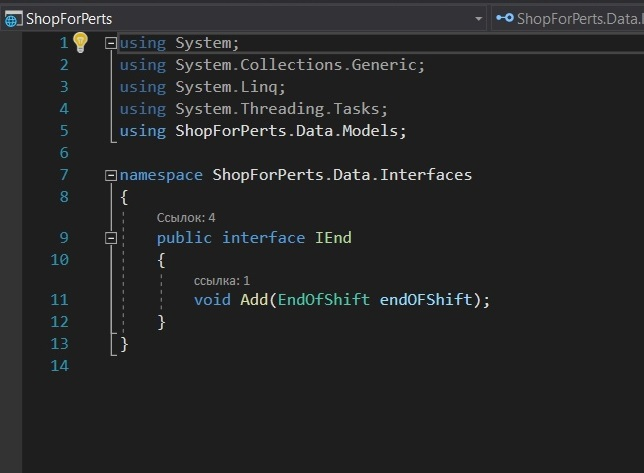 ShopForPerts ShopForPerts.Data.
1 using System;
2 using System.Collections.Generic;
3 using System.Linq;
4 using System.Threading.Tasks;
5 using ShopForPerts.Data.Models;
6
7 namespace ShopForPerts.Data.Interfaces
8 {
Ссылок: 4
9 public interface IEnd
10 {
ссылка: 1
11 void Add(EndOfShift endOFShift);
12 }
13 }
14